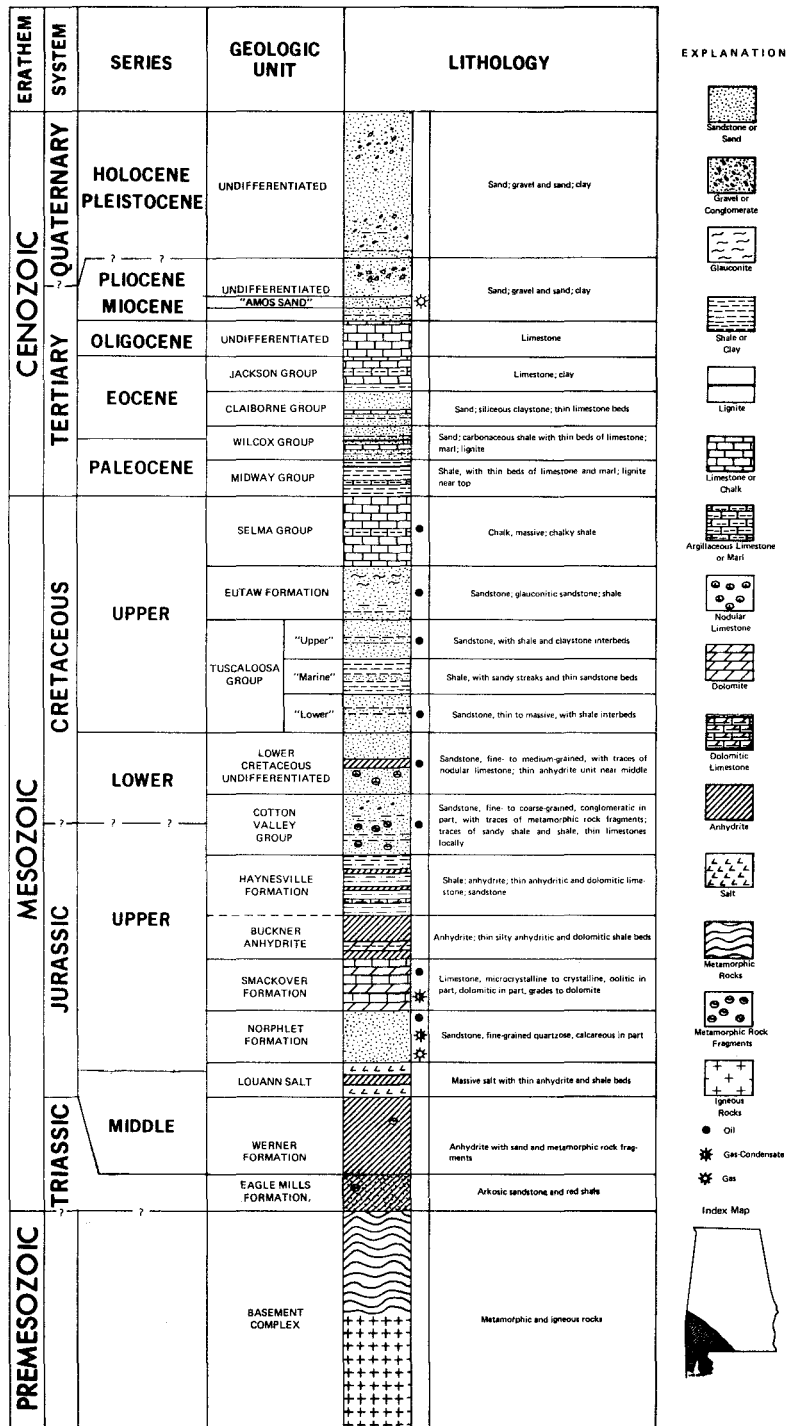 ERATHEM
SYSTEM
SERIES
GEOLOGIC
UNIT
LITHOLOGY
CENOZOIC
QUATERNARY
HOLOCENE
PLEISTOCENE
UNDIFFERENTIATED
Sand; gravel and sand; clay
? ?
?
TERTIARY
PLIOCENE
MIOCENE
UNDIFFERENTIATED
"AMOS SAND"
Sand; gravel and sand; clay
OLIGOCENE
UNDIFFERENTIATED
Limestone
EOCENE
JACKSON GROUP
Limestone; clay
CLAIBORNE GROUP
Sand; siliceous claystone; thin limestone beds
WILCOX GROUP
Sand; carbonaceous shale with thin beds of limestone;
marl; lignite
PALEOCENE
MIDWAY GROUP
Shale, with thin beds of limestone and marl; lignite
near top
MESOZOIC
CRETACEOUS
UPPER
SELMA GROUP
Chalk, massive; chalky shale
EUTAW FORMATION
Sandstone; glauconitic sandstone; shale
TUSCALOOSA
GROUP
"Upper"
Sandstone, with shale and claystone interbeds
"Marine"
Shale, with sandy streaks and thin sandstone beds
"Lower"
Sandstone, thin to massive, with shale interbeds
LOWER
LOWER
CRETACEOUS
UNDIFFERENTIATED
Sandstone, fine- to medium-grained, with traces of
nodular limestone; thin anhydrite unit near middle
? ? ?
COTTON
VALLEY
GROUP
Sandstone, fine- to coarse-grained, conglomeratic in
part, with traces of metamorphic rock fragments;
traces of sandy shale and shale, thin limestones
locally
JURASSIC
UPPER
HAYNESVILLE
FORMATION
Shale; anhydrite; thin anhydritic and dolomitic lime-
stone; sandstone
BUCKNER
ANHYDRITE
Anhydrite; thin silty anhydritic and dolomitic shale beds
SMACKOVER
FORMATION
Limestone, microcrystalline to crystalline, oolitic in
part, dolomitic in part, grades to dolomite
NORPHLET
FORMATION
Sandstone, fine-grained quartzose, calcareous in part
LOUANN SALT
Massive salt with thin anhydrite and shale beds
MIDDLE
WERNER
FORMATION
Anhydrite with sand and metamorphic rock frag-
ments
TRIASSIC
EAGLE MILLS
FORMATION,
Arkosic sandstone and red shale
? ?
PREMESOZOIC
BASEMENT
COMPLEX
Metamorphic and igneous rocks
EXPLANATION
Sandstone or
Sand
Gravel or
Conglomerate
Glauconite
Shale or
Clay
Lignite
Limestone or
Chalk
Argillaceous Limestone
or Marl
Nodular
Limestone
Dolomite
Dolomitic
Limestone
Anhydrite
Salt
Metamorphic
Rocks
Metamorphic Rock
Fragments
Igneous
Rocks
Oil
Gas-Condensate
Gas
Index Map